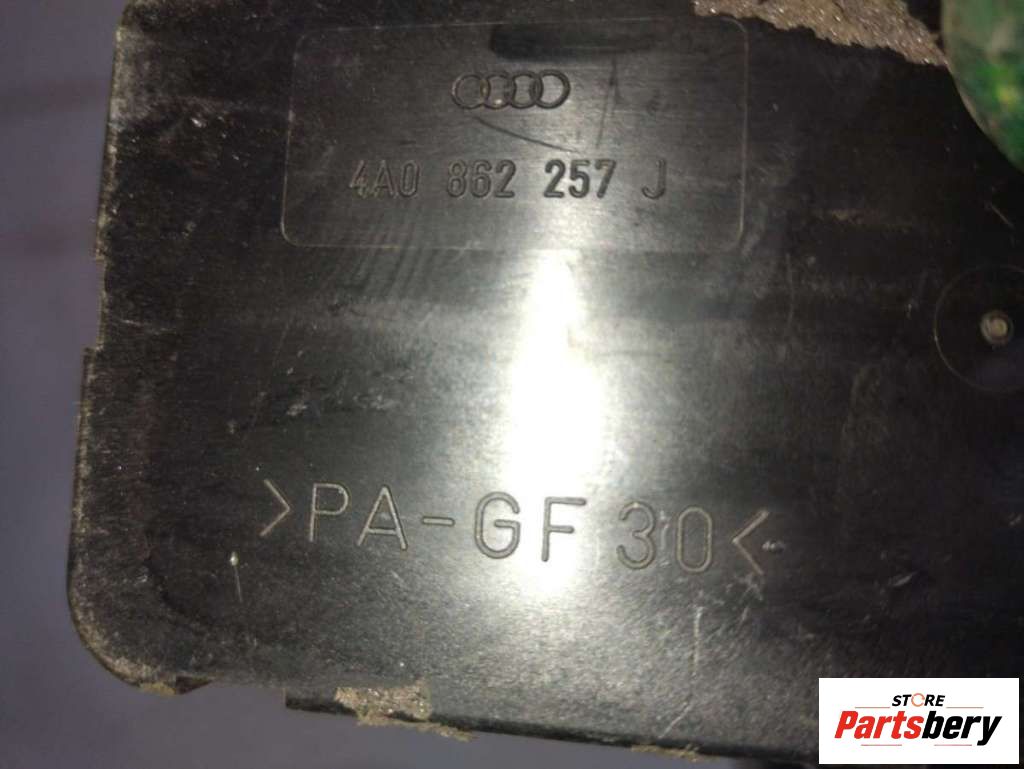 4A0 862 257 J
>PA-GF 30<
STORE
Partsbery